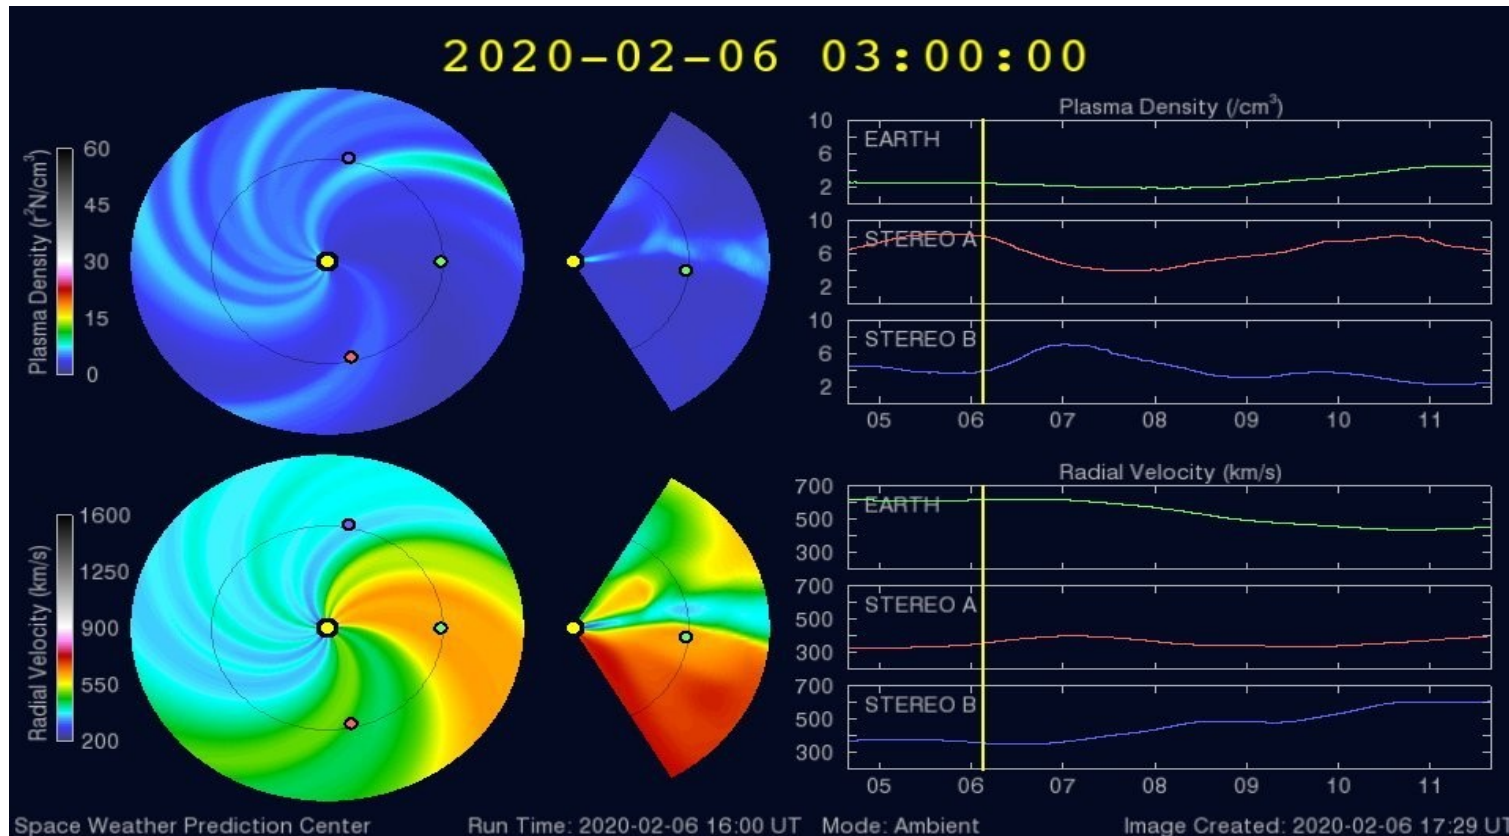 2020-02-06 03:00:00
Plasma Density (r²N/cm³)
60
45
30
15
0
Plasma Density (/cm³)
10
6
2
EARTH
10
6
2
STEREO A
10
6
2
STEREO B
05 06 07 08 09 10 11
Radial Velocity (km/s)
1600
1250
900
550
200
Radial Velocity (km/s)
700
500
300
EARTH
700
500
300
STEREO A
700
500
300
STEREO B
05 06 07 08 09 10 11
Space Weather Prediction Center Run Time: 2020-02-06 16:00 UT Mode: Ambient Image Created: 2020-02-06 17:29 UT